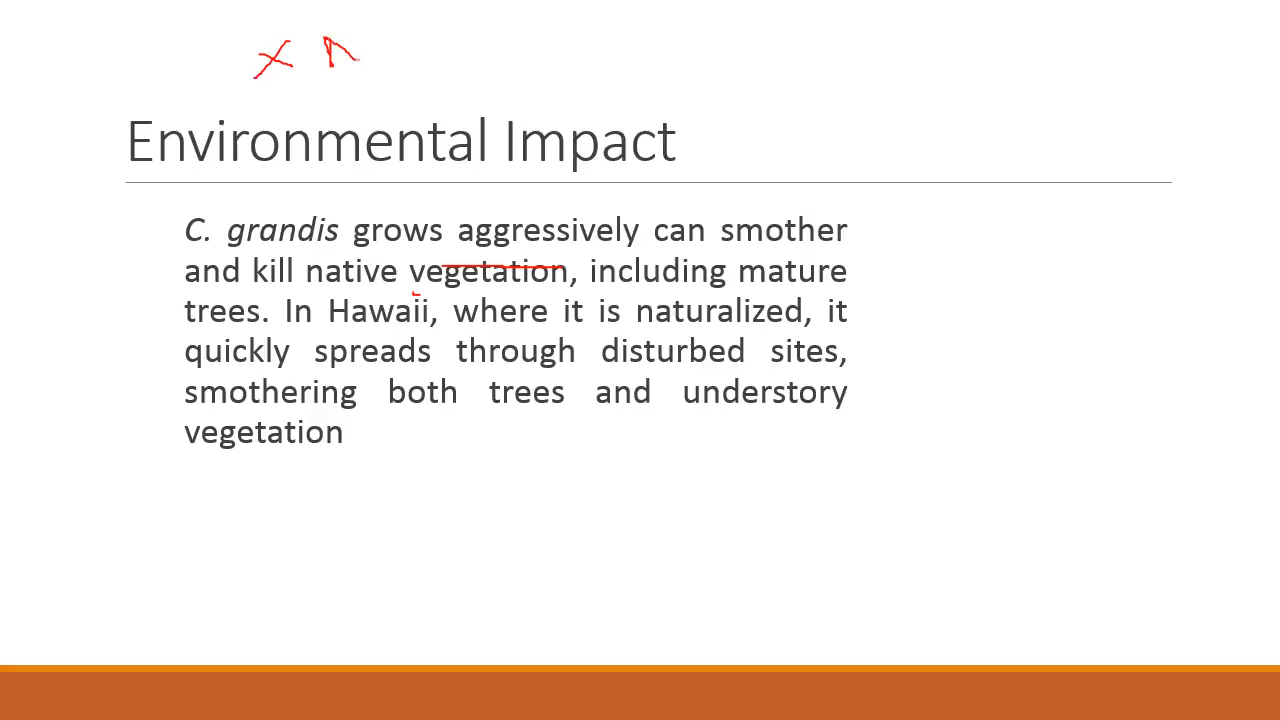 Environmental Impact
C. grandis grows aggressively can smother
and kill native vegetation, including mature
trees. In Hawaii, where it is naturalized, it
quickly spreads through disturbed sites,
smothering both trees and understory
vegetation